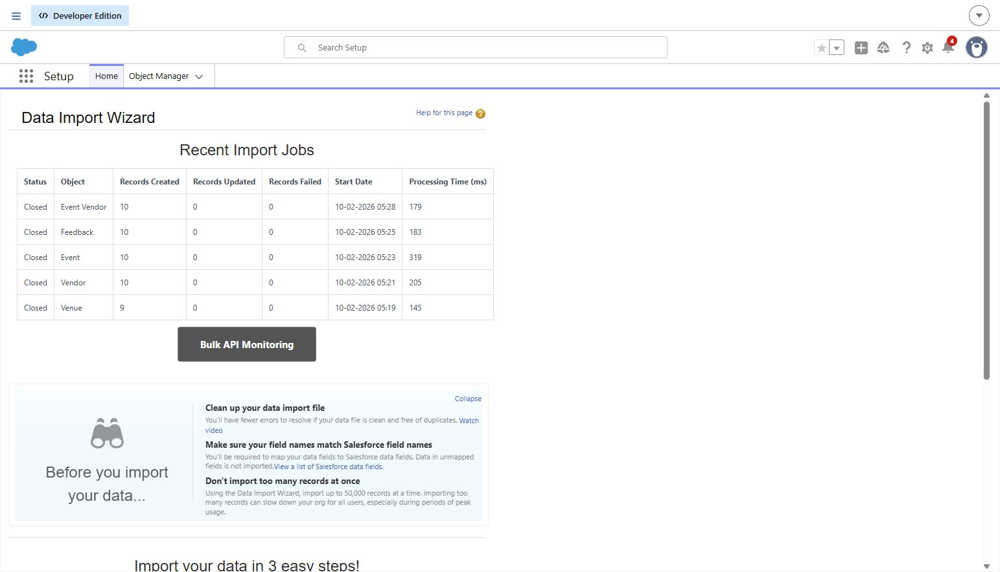 Developer Edition
Search Setup
4
Setup
Home
Object Manager
Data Import Wizard
Help for this page ?
Recent Import Jobs
Status Object Records Created Records Updated Records Failed Start Date Processing Time (ms)
Closed Event Vendor 10 0 0 10-02-2026 05:28 179
Closed Feedback 10 0 0 10-02-2026 05:25 183
Closed Event 10 0 0 10-02-2026 05:23 319
Closed Vendor 10 0 0 10-02-2026 05:21 205
Closed Venue 9 0 0 10-02-2026 05:19 145
Bulk API Monitoring
Collapse
Before you import
your data...
Clean up your data import file
You'll have fewer errors to resolve if your data file is clean and free of duplicates. Watch
video
Make sure your field names match Salesforce field names
You'll be required to map your data fields to Salesforce data fields. Data in unmapped
fields is not imported.View a list of Salesforce data fields.
Don't import too many records at once
Using the Data Import Wizard, import up to 50,000 records at a time. Importing too
many records can slow down your org for all users, especially during periods of peak
usage.
Import your data in 3 easy steps!